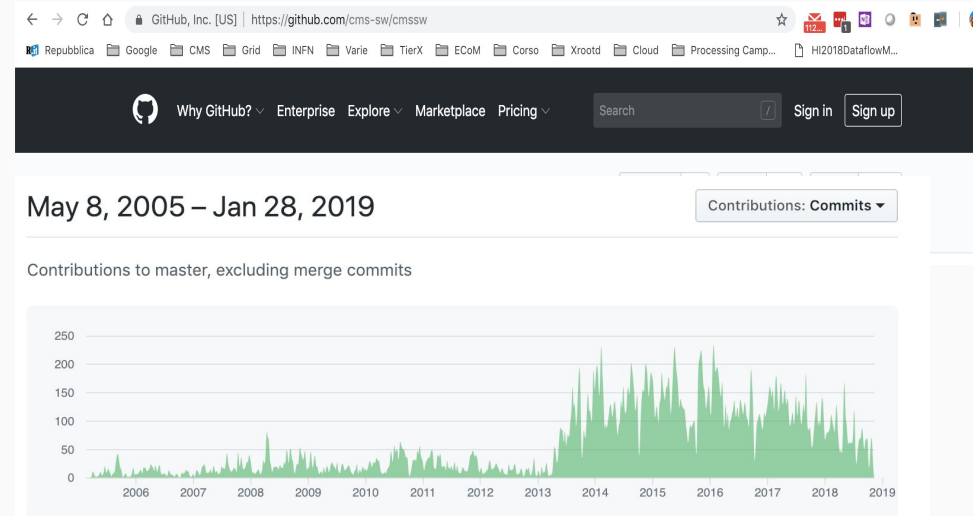 GitHub, Inc. [US] | https://github.com/cms-sw/cmssw
112...
1
Repubblica Google CMS Grid INFN Varie TierX ECoM Corso Xrootd Cloud Processing Camp... HI2018DataflowM...
Why GitHub? Enterprise Explore Marketplace Pricing Search / Sign in Sign up
May 8, 2005 – Jan 28, 2019
Contributions: Commits
Contributions to master, excluding merge commits
250
200
150
100
50
0
2006 2007 2008 2009 2010 2011 2012 2013 2014 2015 2016 2017 2018 2019